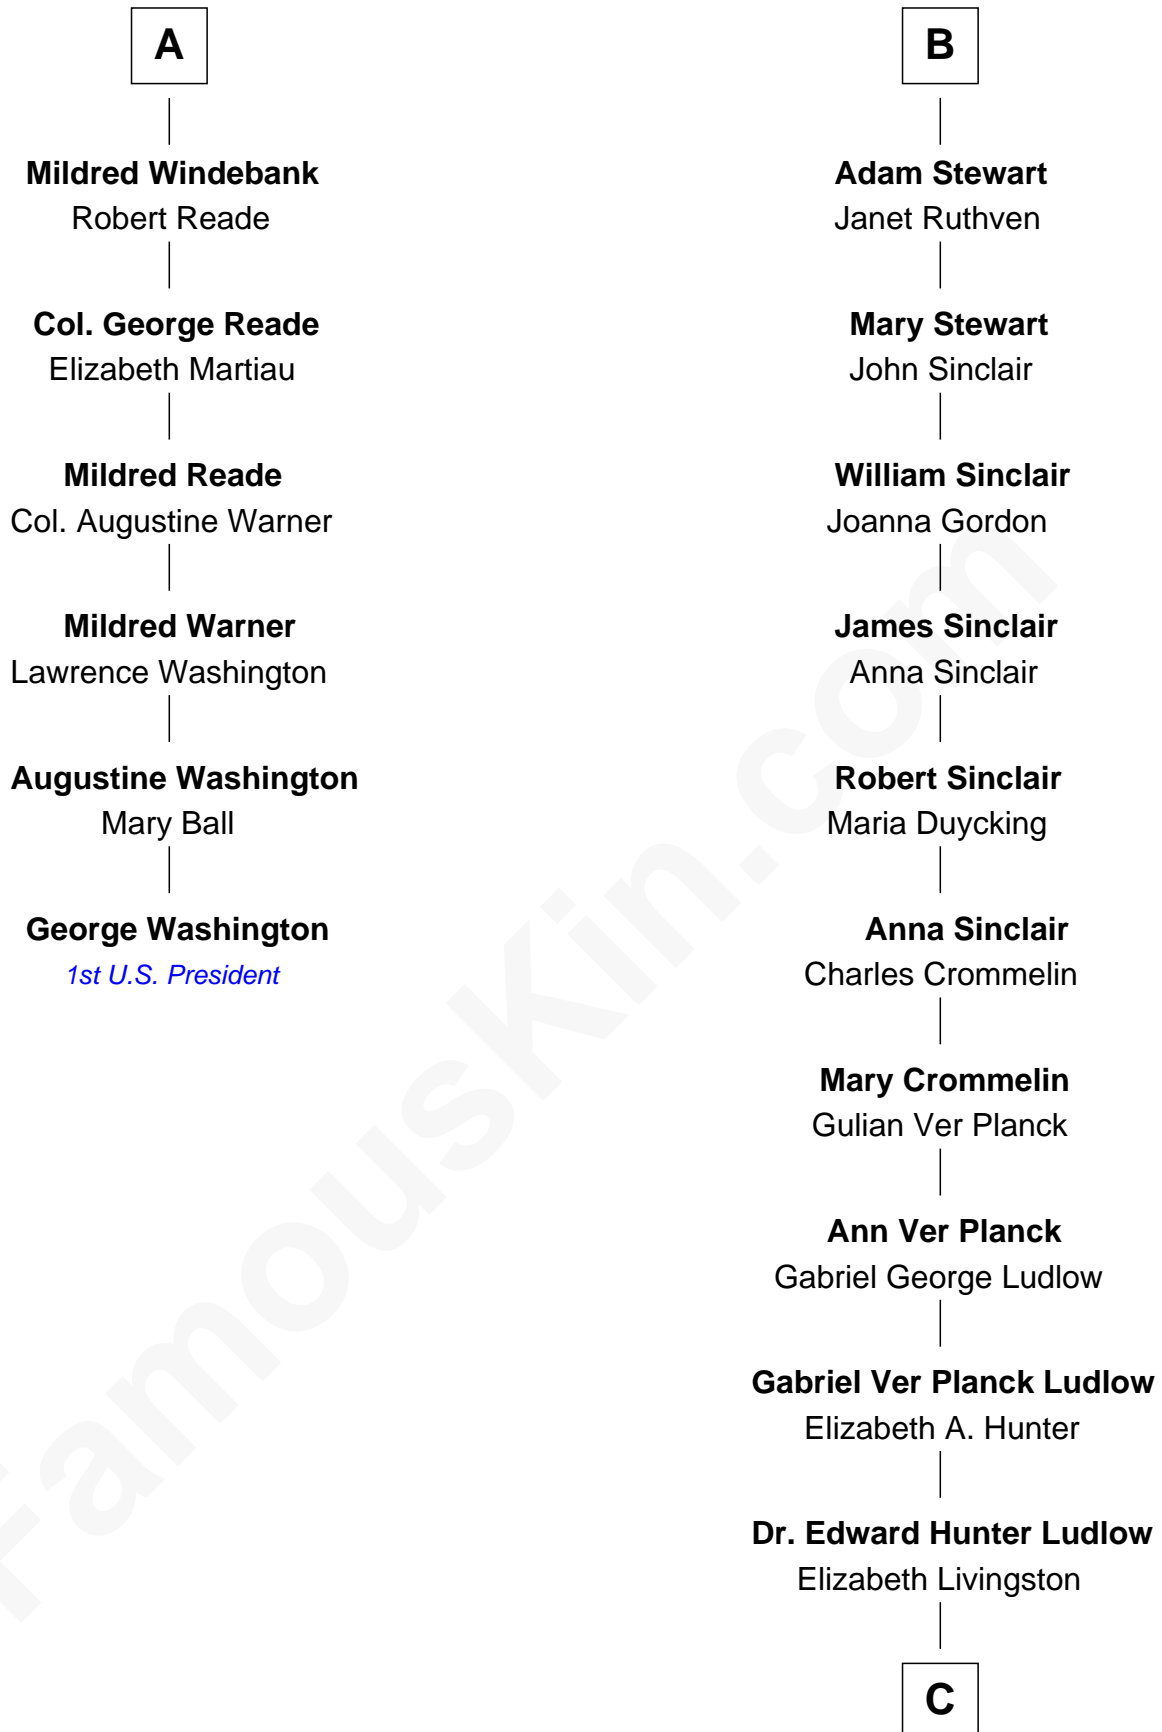 A
Mildred Windebank
Robert Reade
Col. George Reade
Elizabeth Martiau
Mildred Reade
Col. Augustine Warner
Mildred Warner
Lawrence Washington
Augustine Washington
Mary Ball
George Washington
1st U.S. President
B
Adam Stewart
Janet Ruthven
Mary Stewart
John Sinclair
William Sinclair
Joanna Gordon
James Sinclair
Anna Sinclair
Robert Sinclair
Maria Duycking
Anna Sinclair
Charles Crommelin
Mary Crommelin
Gulian Ver Planck
Ann Ver Planck
Gabriel George Ludlow
Gabriel Ver Planck Ludlow
Elizabeth A. Hunter
Dr. Edward Hunter Ludlow
Elizabeth Livingston
C
FamousKin.com